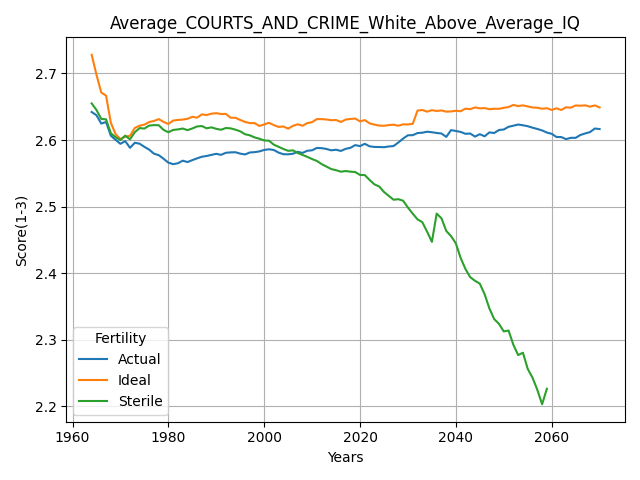 Average_COURTS_AND_CRIME_White_Above_Average_IQ
Score(1-3)
2.7
2.6
2.5
2.4
2.3
2.2
Fertility
Actual
Ideal
Sterile
1960 1980 2000 2020 2040 2060
Years